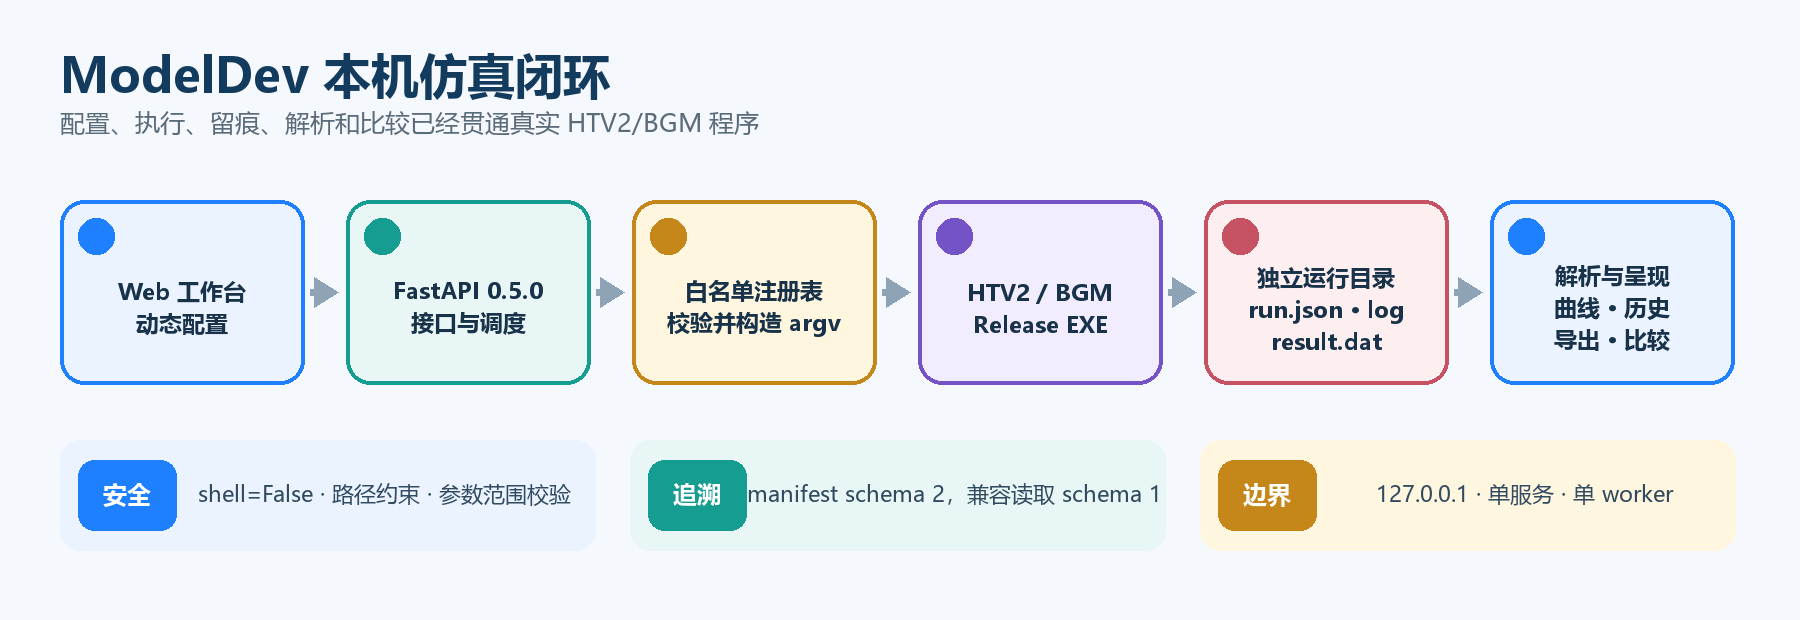 ModelDev 本机仿真闭环
配置、执行、留痕、解析和比较已经贯通真实 HTV2/BGM 程序
Web 工作台
动态配置
FastAPI 0.5.0
接口与调度
白名单注册表
校验并构造 argv
HTV2 / BGM
Release EXE
独立运行目录
run.json • log
result.dat
解析与呈现
曲线 • 历史
导出 • 比较
安全
shell=False · 路径约束 · 参数范围校验
追溯
manifest schema 2，兼容读取 schema 1
边界
127.0.0.1 · 单服务 · 单 worker